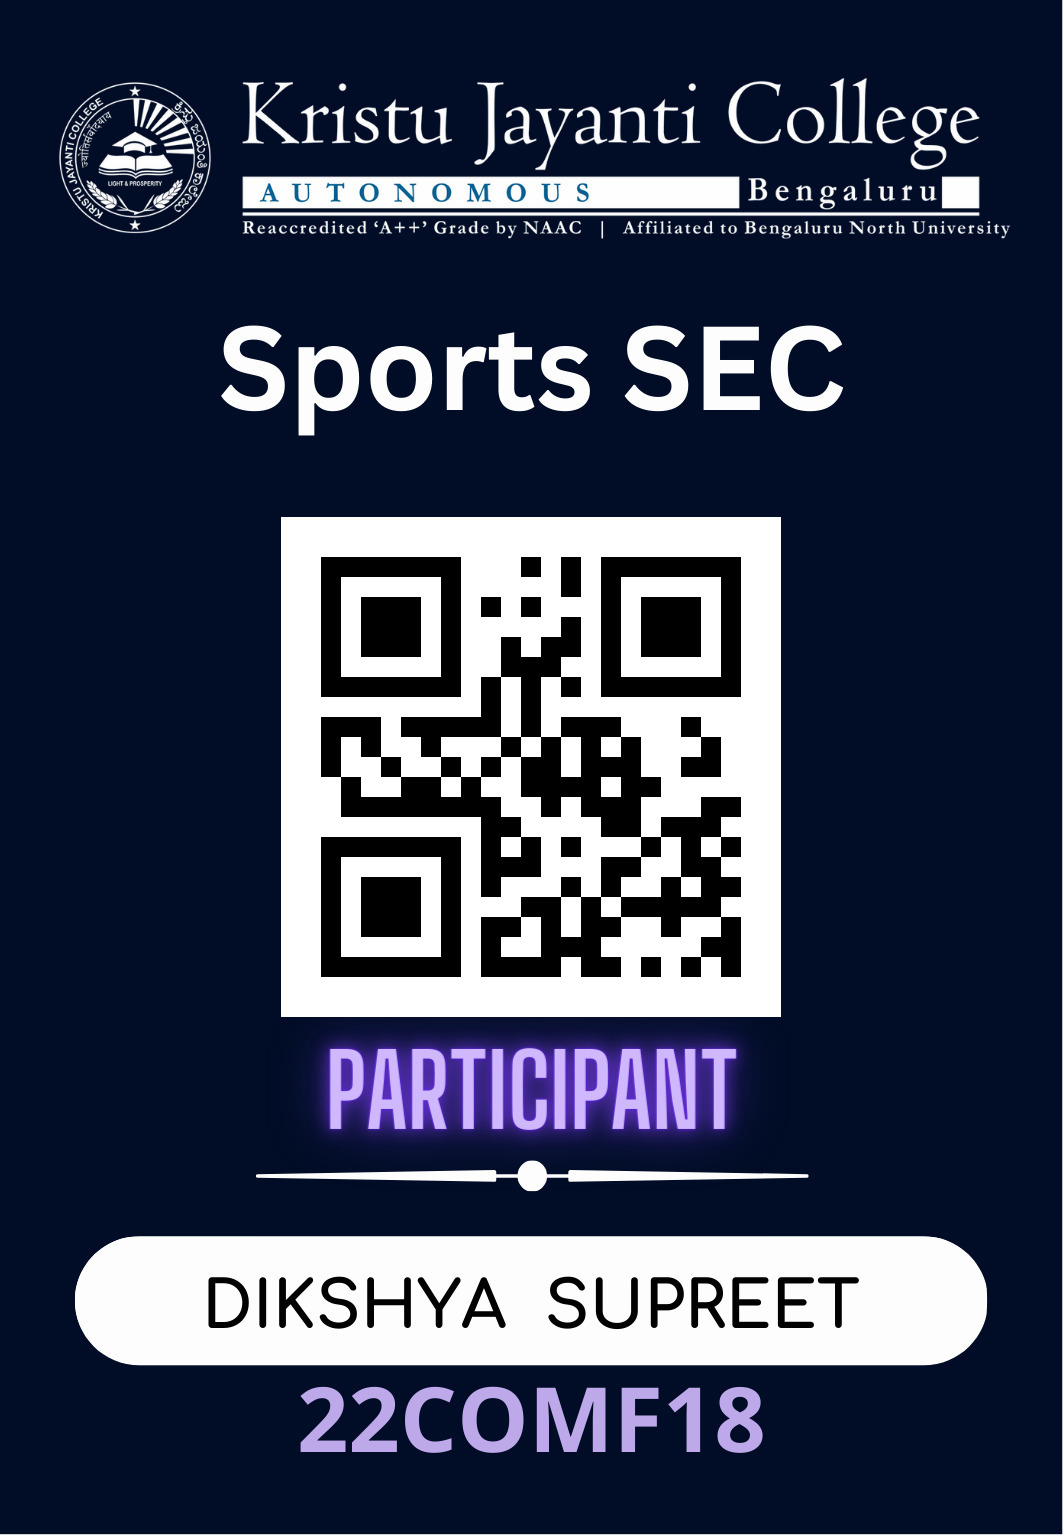 Kristu Jayanti College
AUTONOMOUS Bengaluru
Reaccredited ‘A++’ Grade by NAAC | Affiliated to Bengaluru North University
KRISTU JAYANTI COLLEGE
ಕ್ರಿಸ್ತು ಜಯಂತಿ ಕಾಲೇಜು
LIGHT & PROSPERITY
Sports SEC
PARTICIPANT
DIKSHYA SUPREET
22COMF18